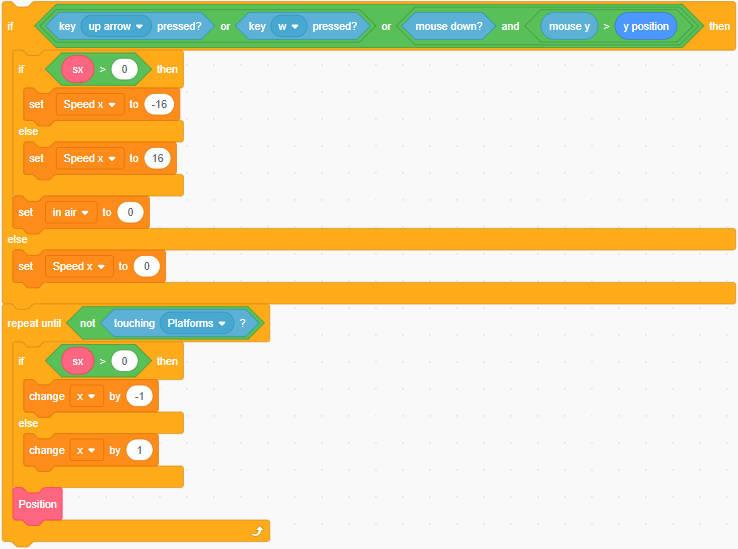 if key up arrow pressed? or key w pressed? or mouse down? and mouse y > y position then
if sx > 0 then
set Speed x to -16
else
set Speed x to 16
set in air to 0
else
set Speed x to 0
repeat until not touching Platforms ?
if sx > 0 then
change x by -1
else
change x by 1
Position